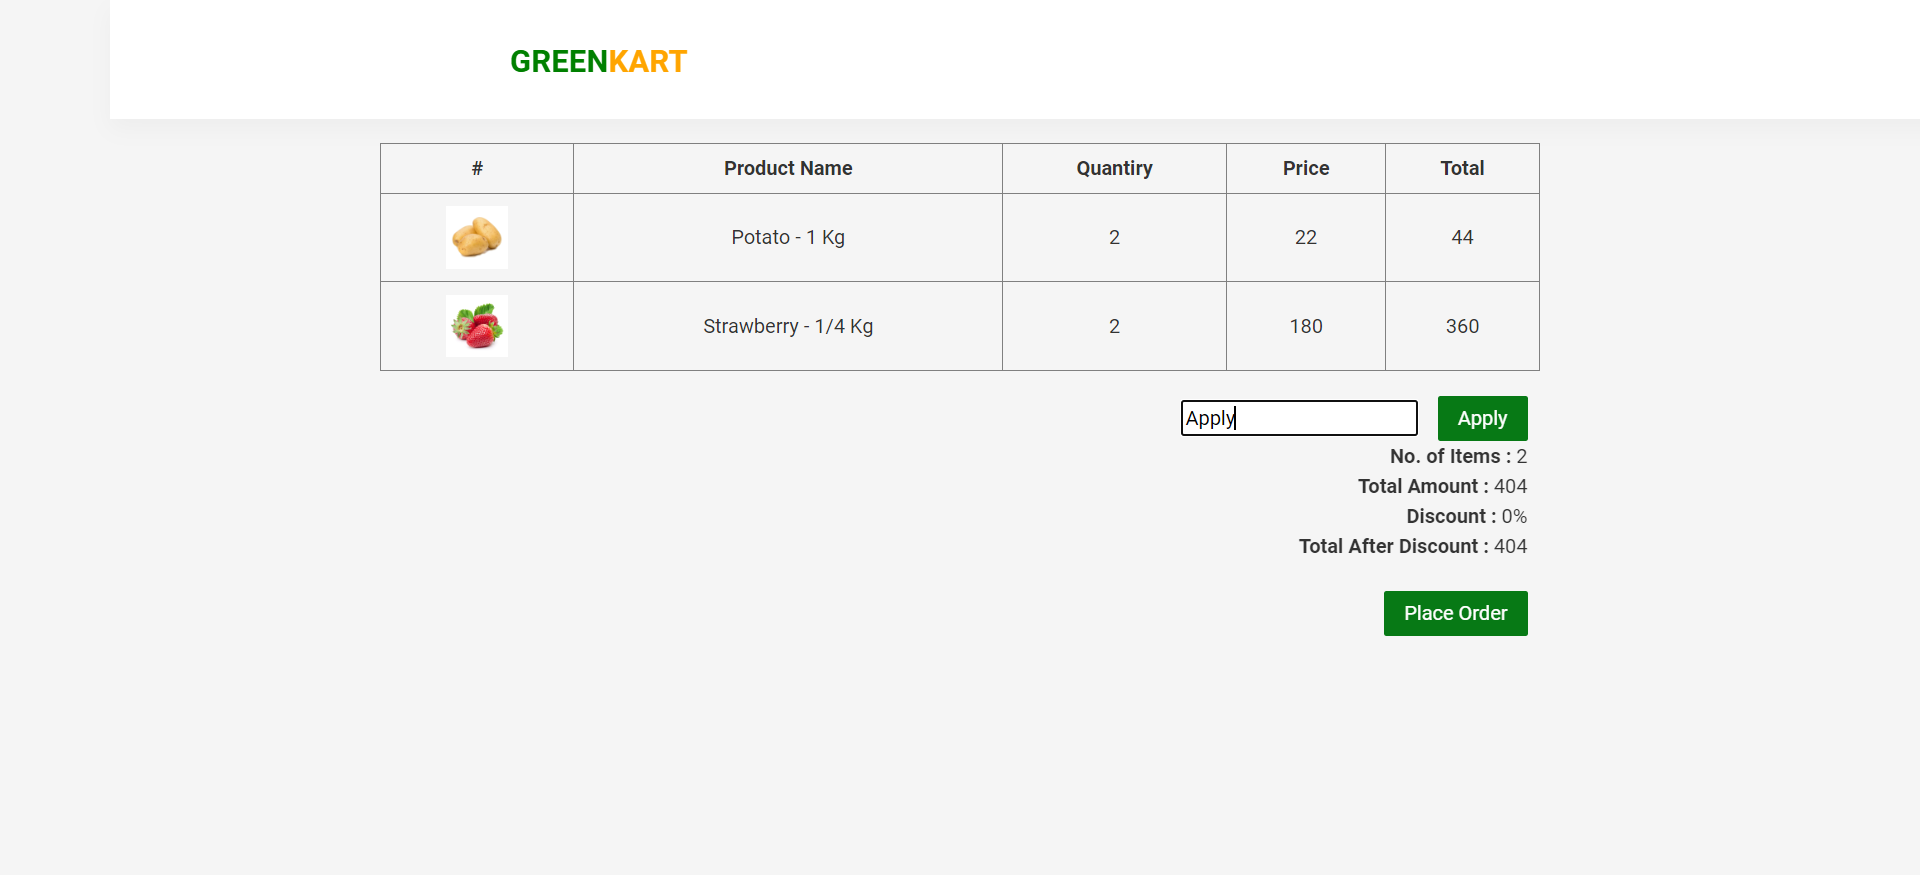 GREENKART
# Product Name Quantiry Price Total
Potato - 1 Kg 2 22 44
Strawberry - 1/4 Kg 2 180 360
Apply Apply
No. of Items : 2
Total Amount : 404
Discount : 0%
Total After Discount : 404
Place Order